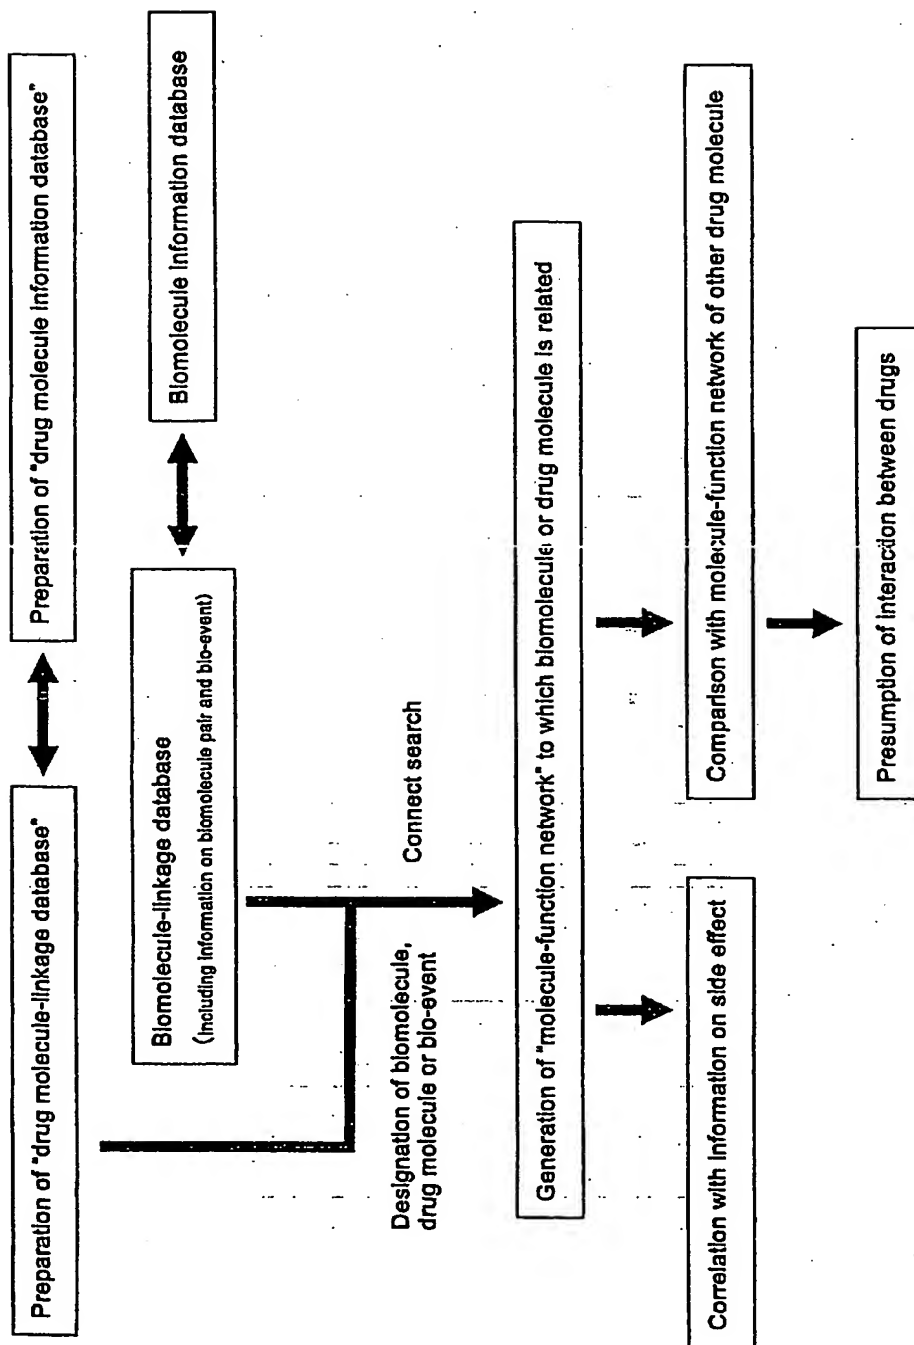 Preparation of "drug molecule-linkage database"
Preparation of "drug molecule information database"
Biomolecule-linkage database
(Including information on biomolecule pair and bio-event)
Biomolecule information database
Designation of biomolecule,
drug molecule or bio-event
Connect search
Generation of "molecule-function network" to which biomolecule or drug molecule is related
Correlation with information on side effect
Comparison with molecule-function network of other drug molecule
Presumption of interaction between drugs